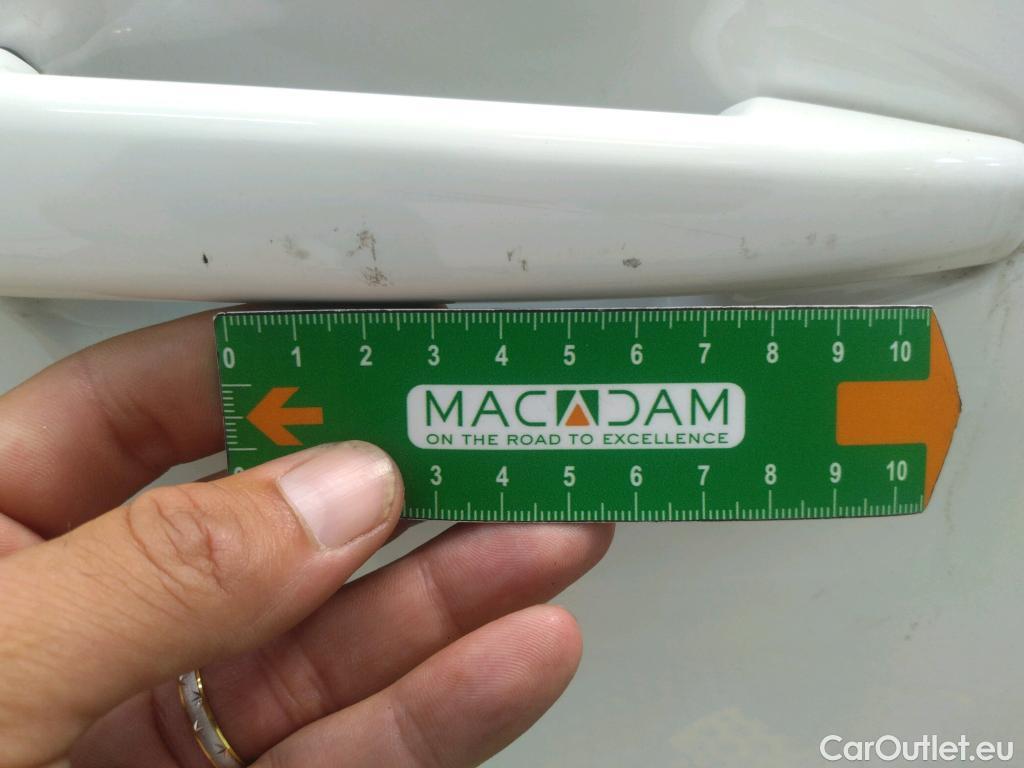 0 1 2 3 4 5 6 7 8 9 10
MACADAM
ON THE ROAD TO EXCELLENCE
3 4 5 6 7 8 9 10
CarOutlet.eu